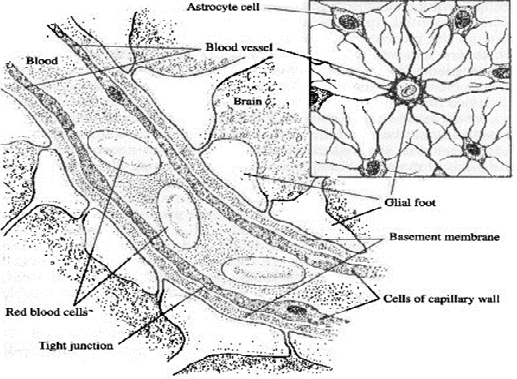 Astrocyte cell
Blood vessel
Blood
Brain
Glial foot
Basement membrane
Cells of capillary wall
Red blood cells
Tight junction